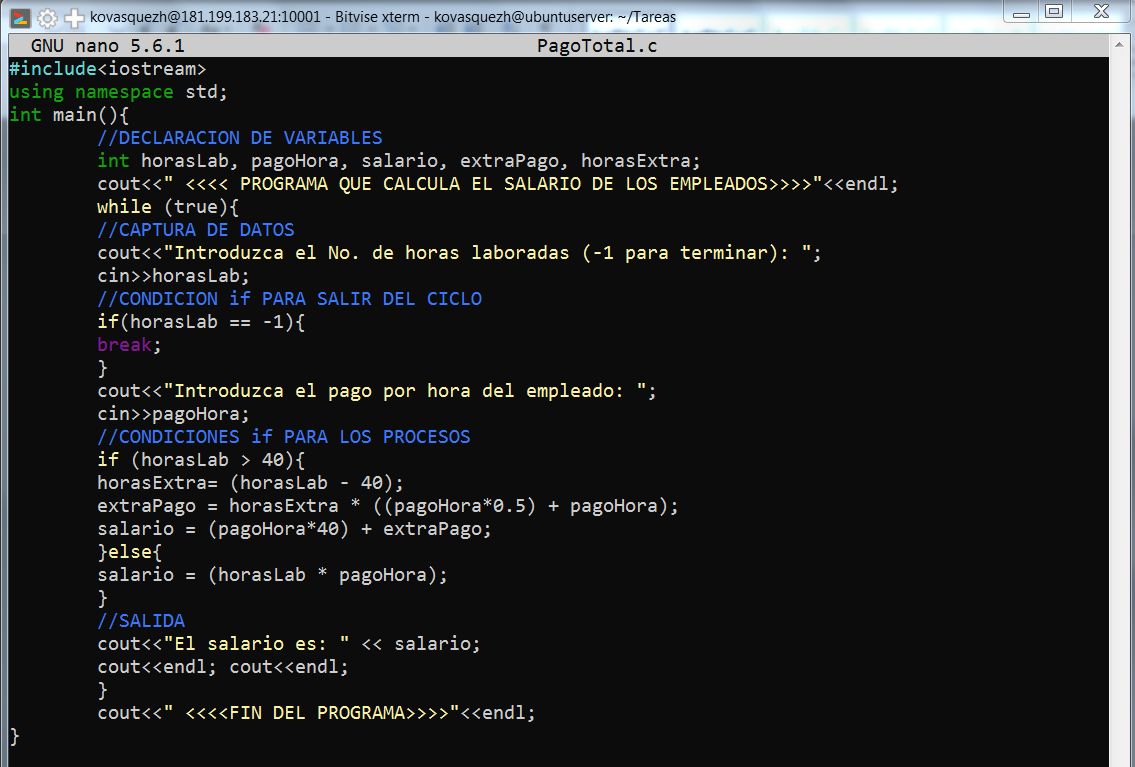 kovasquezh@181.199.183.21:10001 - Bitvise xterm - kovasquezh@ubuntuserver: ~/Tareas
GNU nano 5.6.1 PagoTotal.c
#include<iostream>
using namespace std;
int main(){
//DECLARACION DE VARIABLES
int horasLab, pagoHora, salario, extraPago, horasExtra;
cout<<" <<<< PROGRAMA QUE CALCULA EL SALARIO DE LOS EMPLEADOS>>>>"<<endl;
while (true){
//CAPTURA DE DATOS
cout<<"Introduzca el No. de horas laboradas (-1 para terminar): ";
cin>>horasLab;
//CONDICION if PARA SALIR DEL CICLO
if(horasLab == -1){
break;
}
cout<<"Introduzca el pago por hora del empleado: ";
cin>>pagoHora;
//CONDICIONES if PARA LOS PROCESOS
if (horasLab > 40){
horasExtra= (horasLab - 40);
extraPago = horasExtra * ((pagoHora*0.5) + pagoHora);
salario = (pagoHora*40) + extraPago;
}else{
salario = (horasLab * pagoHora);
}
//SALIDA
cout<<"El salario es: " << salario;
cout<<endl; cout<<endl;
}
cout<<" <<<<FIN DEL PROGRAMA>>>>"<<endl;
}